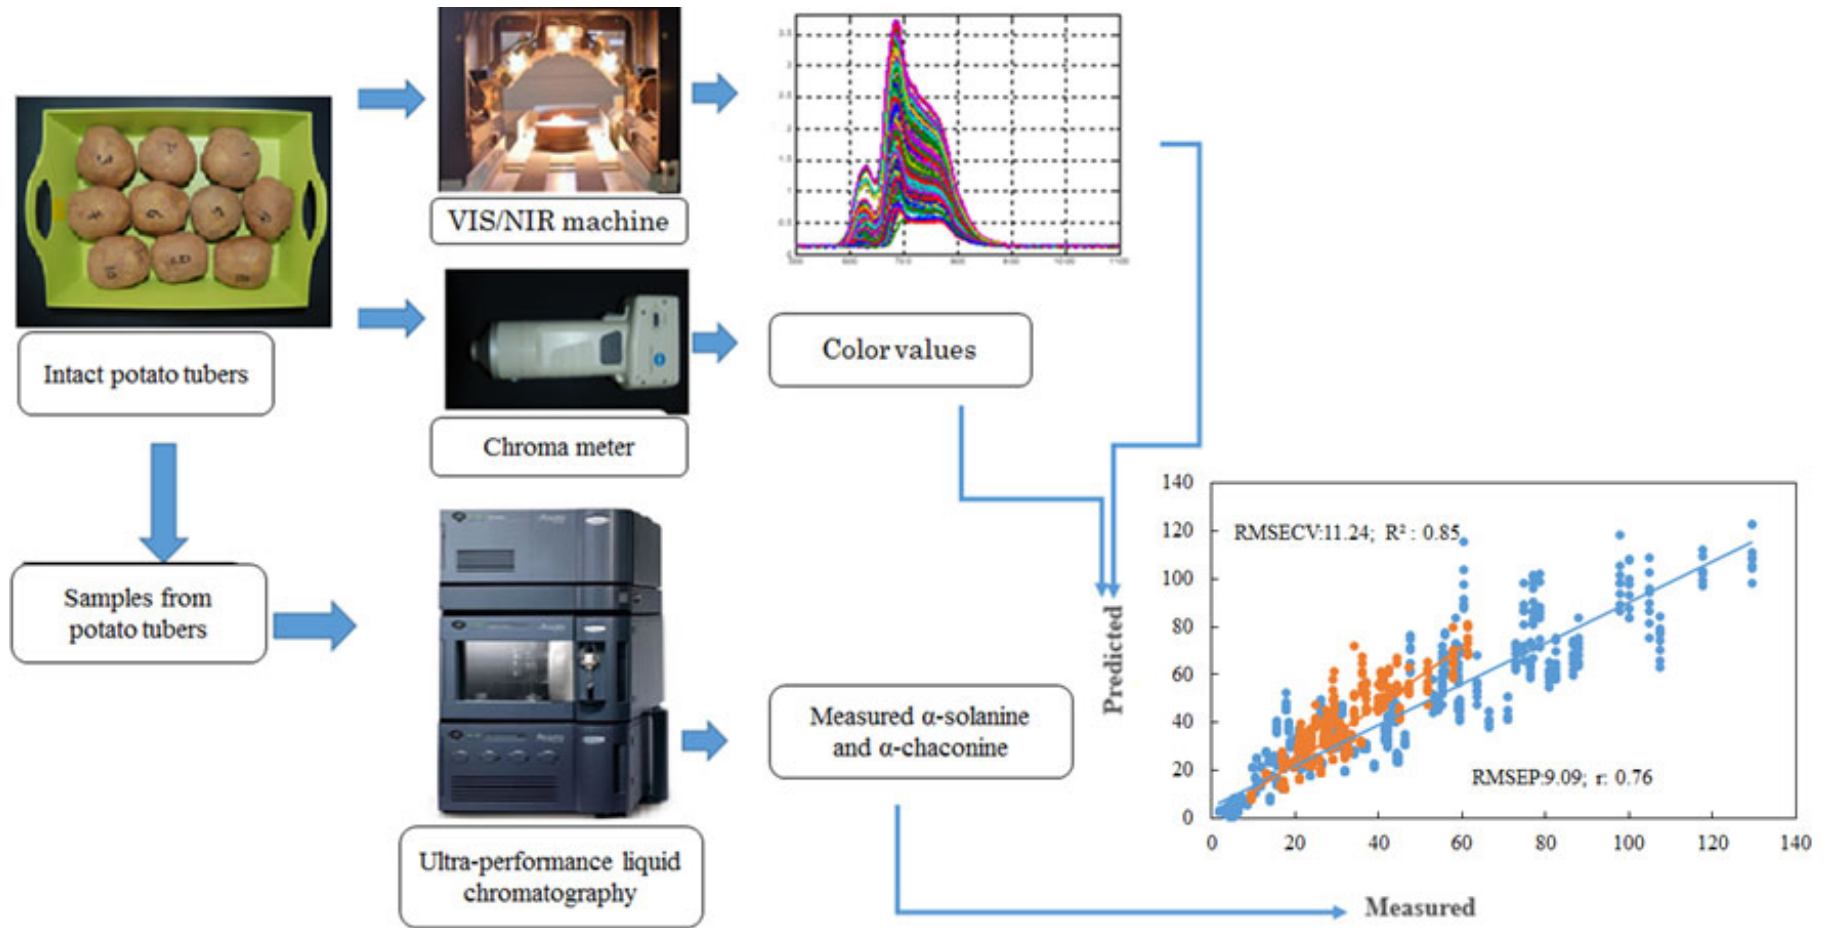 VIS/NIR machine
Intact potato tubers
Color values
Chroma meter
Samples from
potato tubers
Ultra-performance liquid
chromatography
Measured α-solanine
and α-chaconine
Predicted
140
120
100
80
60
40
20
0
RMSECV:11.24; R² : 0.85
RMSEP:9.09; r: 0.76
0 20 40 60 80 100 120 140
Measured